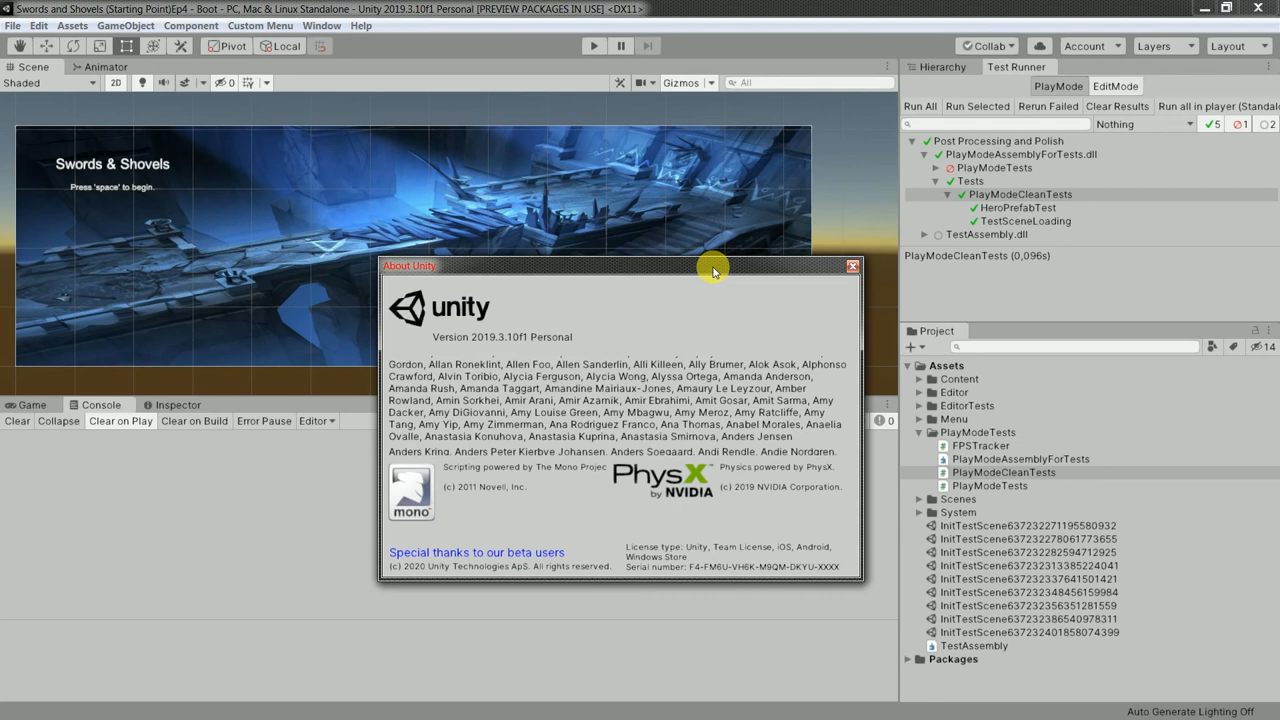 Swords and Shovels (Starting Point)Ep4 - Boot - PC, Mac & Linux Standalone - Unity 2019.3.10f1 Personal [PREVIEW PACKAGES IN USE] <DX11>
File Edit Assets GameObject Component Custom Menu Window Help
Pivot Local Collab Account Layers Layout
Scene Animator
Shaded 2D 0 Gizmos All
Swords & Shovels
Press 'space' to begin.
Hierarchy Test Runner
PlayMode EditMode
Run All Run Selected Rerun Failed Clear Results Run all in player (Standalo
Nothing 5 1 2
Post Processing and Polish
PlayModeAssemblyForTests.dll
PlayModeTests
Tests
PlayModeCleanTests
HeroPrefabTest
TestSceneLoading
TestAssembly.dll
PlayModeCleanTests (0,096s)
About Unity
unity
Version 2019.3.10f1 Personal
Gordon, Allan Roneklint, Allen Foo, Allen Sanderlin, Alli Killeen, Ally Brumer, Alok Asok, Alphonso
Crawford, Alvin Toribio, Alycia Ferguson, Alycia Wong, Alyssa Ortega, Amanda Anderson,
Amanda Rush, Amanda Taggart, Amandine Mairiaux-Jones, Amaury Le Leyzour, Amber
Rowland, Amin Sorkhei, Amir Arani, Amir Azarnik, Amir Ebrahimi, Amit Gosar, Amit Sarma, Amy
Dacker, Amy DiGiovanni, Amy Louise Green, Amy Mbagwu, Amy Meroz, Amy Ratcliffe, Amy
Tang, Amy Yip, Amy Zimmerman, Ana Rodriguez Franco, Ana Thomas, Anabel Morales, Anaelia
Ovalle, Anastasia Konuhova, Anastasia Kuprina, Anastasia Smirnova, Anders Jensen
Anders Kring, Anders Peter Kierbye Johansen, Anders Soegaard, Andi Rendle, Andie Nordgren,
mono
Scripting powered by The Mono Projec
(c) 2011 Novell, Inc.
PhysX
by NVIDIA
Physics powered by PhysX.
(c) 2019 NVIDIA Corporation.
Special thanks to our beta users
(c) 2020 Unity Technologies ApS. All rights reserved.
License type: Unity, Team License, iOS, Android,
Windows Store
Serial number: F4-FM6U-VH6K-M9QM-DKYU-XXXX
Game Console Inspector
Clear Collapse Clear on Play Clear on Build Error Pause Editor 0
Project
14
Assets
Content
Editor
EditorTests
Menu
PlayModeTests
FPSTracker
PlayModeAssemblyForTests
PlayModeCleanTests
PlayModeTests
Scenes
System
InitTestScene637232271195580932
InitTestScene637232278061773655
InitTestScene637232282594712925
InitTestScene637232313385224041
InitTestScene637232337641501421
InitTestScene637232348456159984
InitTestScene637232356351281559
InitTestScene637232386540978311
InitTestScene637232401858074399
TestAssembly
Packages
Auto Generate Lighting Off